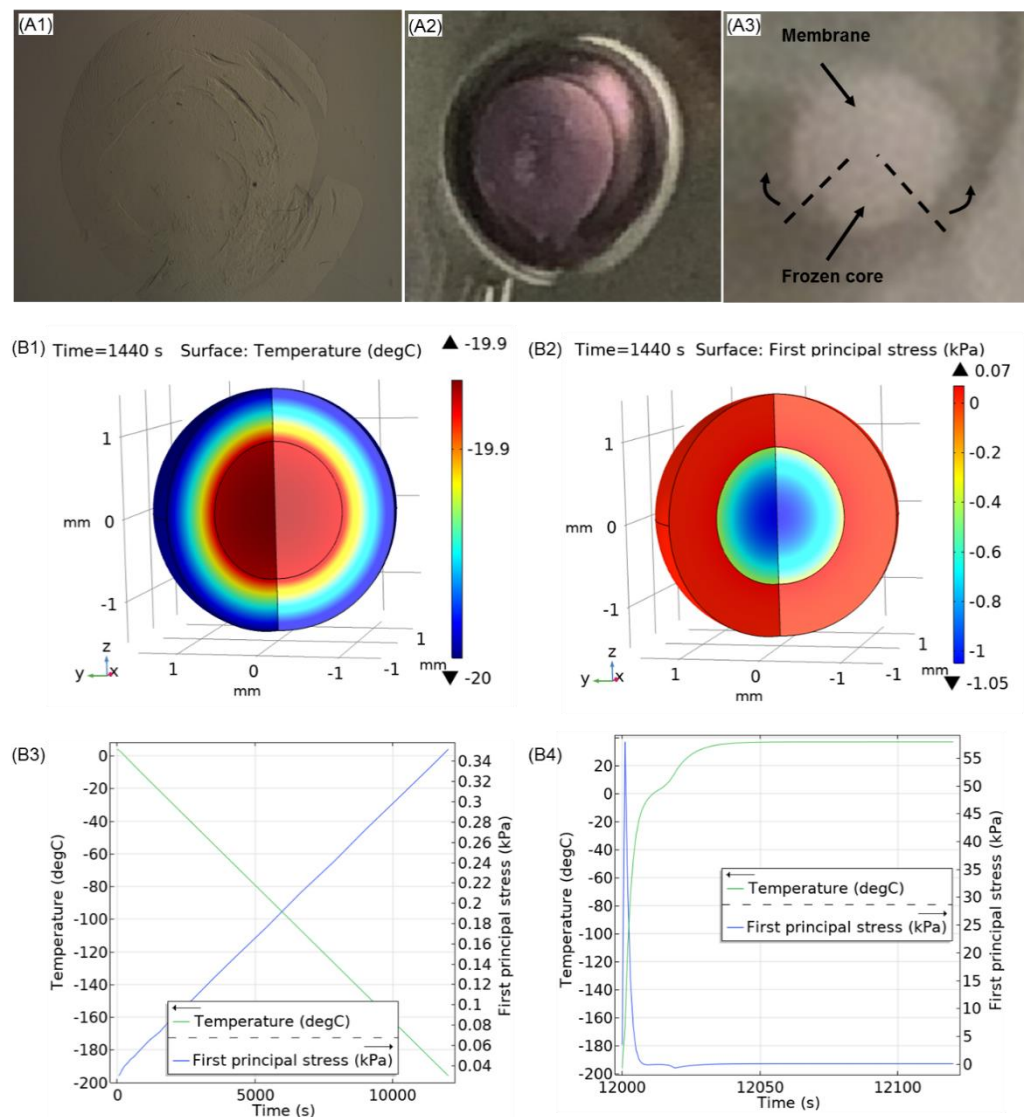 (A1)
(A2)
(A3)
Membrane
Frozen core
(B1) Time=1440 s Surface: Temperature (degC) ▲ -19.9
-19.9
1
mm 0
-1
1
mm
z
y x
1 0 -1
mm
▼ -20
(B2) Time=1440 s Surface: First principal stress (kPa)
▲ 0.07
0
-0.2
-0.4
-0.6
-0.8
-1
▼ -1.05
1
mm 0
-1
1
mm
z
y x
1 0 -1
mm
(B3)
Temperature (degC)
0
-20
-40
-60
-80
-100
-120
-140
-160
-180
-200
0.34
0.3
0.28
0.26
0.24
0.22
0.2
0.18
0.16
0.14
0.12
0.1
0.08
0.06
0.04
First principal stress (kPa)
Temperature (degC)
First principal stress (kPa)
0 5000 10000
Time (s)
(B4)
Temperature (degC)
20
0
-20
-40
-60
-80
-100
-120
-140
-160
-180
-200
55
50
45
40
35
30
25
20
15
10
5
0
First principal stress (kPa)
Temperature (degC)
First principal stress (kPa)
12000 12050 12100
Time (s)